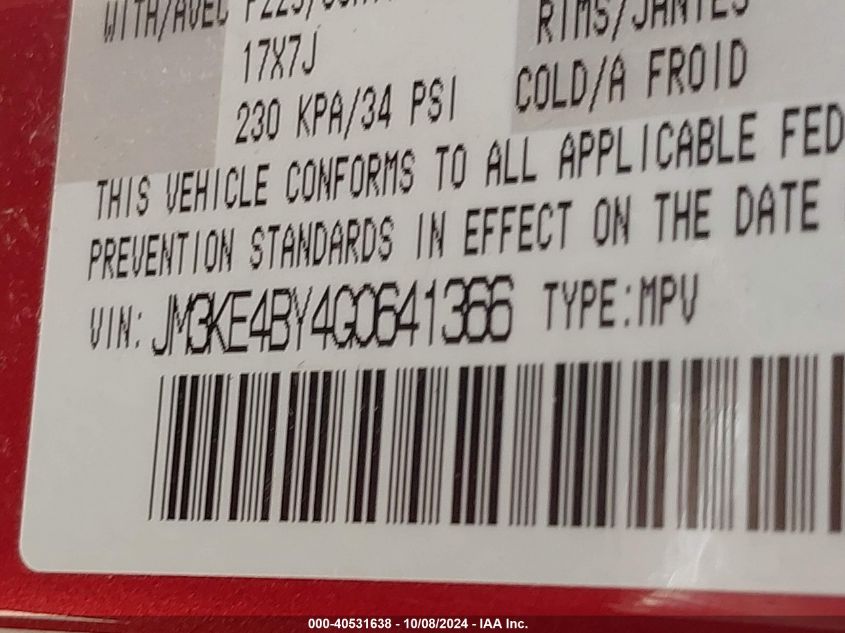 WITH/AVEC
RIMS/JANTES
17X7J
230 KPA/34 PSI COLD/A FROID
THIS VEHICLE CONFORMS TO ALL APPLICABLE FED
PREVENTION STANDARDS IN EFFECT ON THE DATE
VIN: JM3KE4BY4G0641366 TYPE:MPV
000-40531638 - 10/08/2024 - IAA Inc.